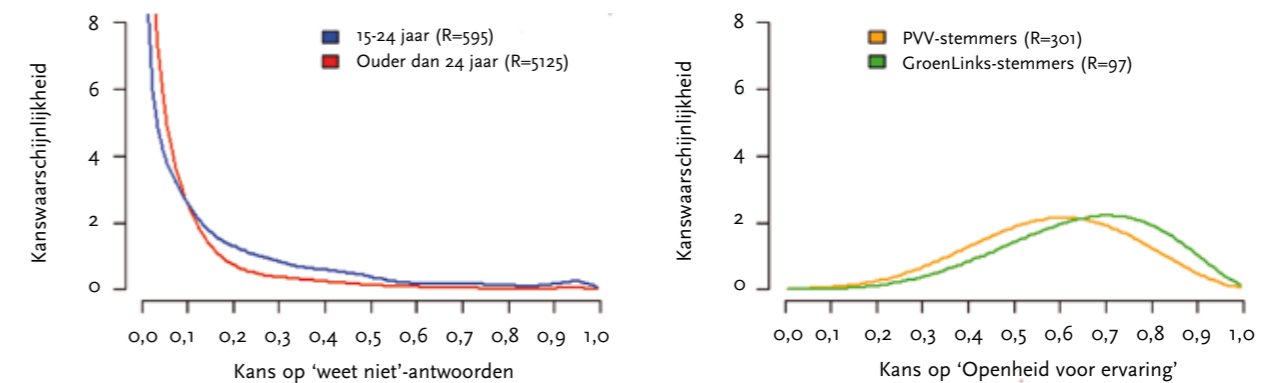 Kanswaarschijnlijkheid
8
6
4
2
0
15-24 jaar (R=595)
Ouder dan 24 jaar (R=5125)
0,0 0,1 0,2 0,3 0,4 0,5 0,6 0,7 0,8 0,9 1,0
Kans op ‘weet niet’-antwoorden
Kanswaarschijnlijkheid
8
6
4
2
0
PVV-stemmers (R=301)
GroenLinks-stemmers (R=97)
0,0 0,1 0,2 0,3 0,4 0,5 0,6 0,7 0,8 0,9 1,0
Kans op ‘Openheid voor ervaring’